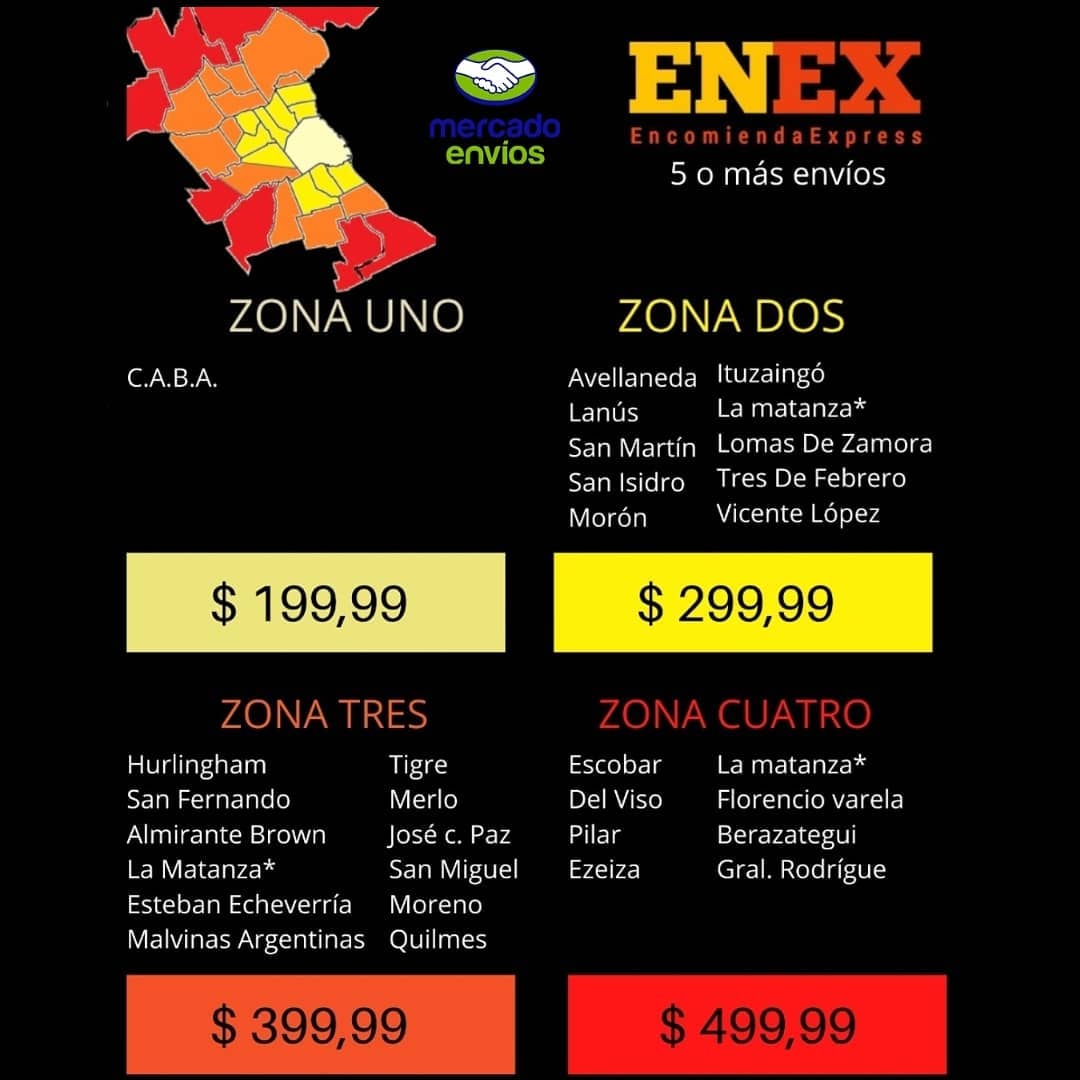 mercado
envíos
ENEX
EncomiendaExpress
5 o más envíos
ZONA UNO
C.A.B.A.
$ 199,99
ZONA DOS
Avellaneda
Lanús
San Martín
San Isidro
Morón
Ituzaingó
La matanza*
Lomas De Zamora
Tres De Febrero
Vicente López
$ 299,99
ZONA TRES
Hurlingham
San Fernando
Almirante Brown
La Matanza*
Esteban Echeverría
Malvinas Argentinas
Tigre
Merlo
José c. Paz
San Miguel
Moreno
Quilmes
$ 399,99
ZONA CUATRO
Escobar
Del Viso
Pilar
Ezeiza
La matanza*
Florencio varela
Berazategui
Gral. Rodrígue
$ 499,99